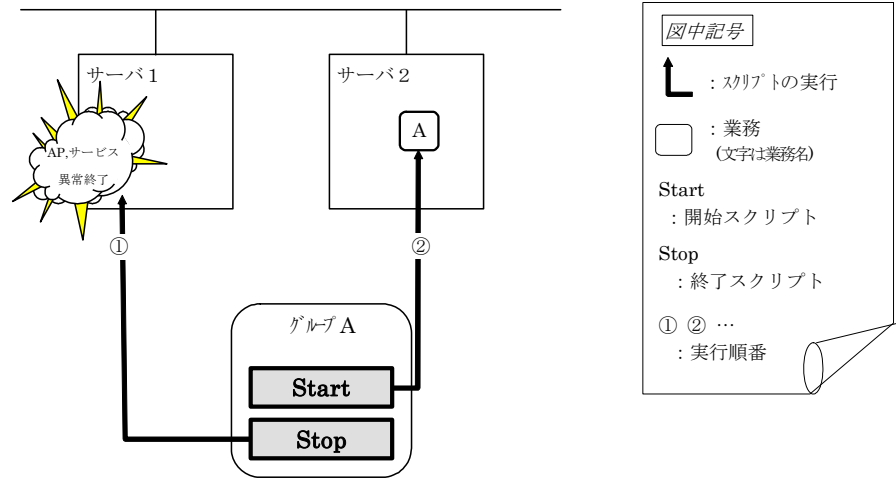 サーバ１
サーバ２
A
AP,サービス
異常終了
①
②
ｸﾞﾙｰﾌﾟ A
Start
Stop
図中記号
：ｽｸﾘﾌﾟﾄの実行
：業務
(文字は業務名)
Start
：開始スクリプト
Stop
：終了スクリプト
① ② …
：実行順番